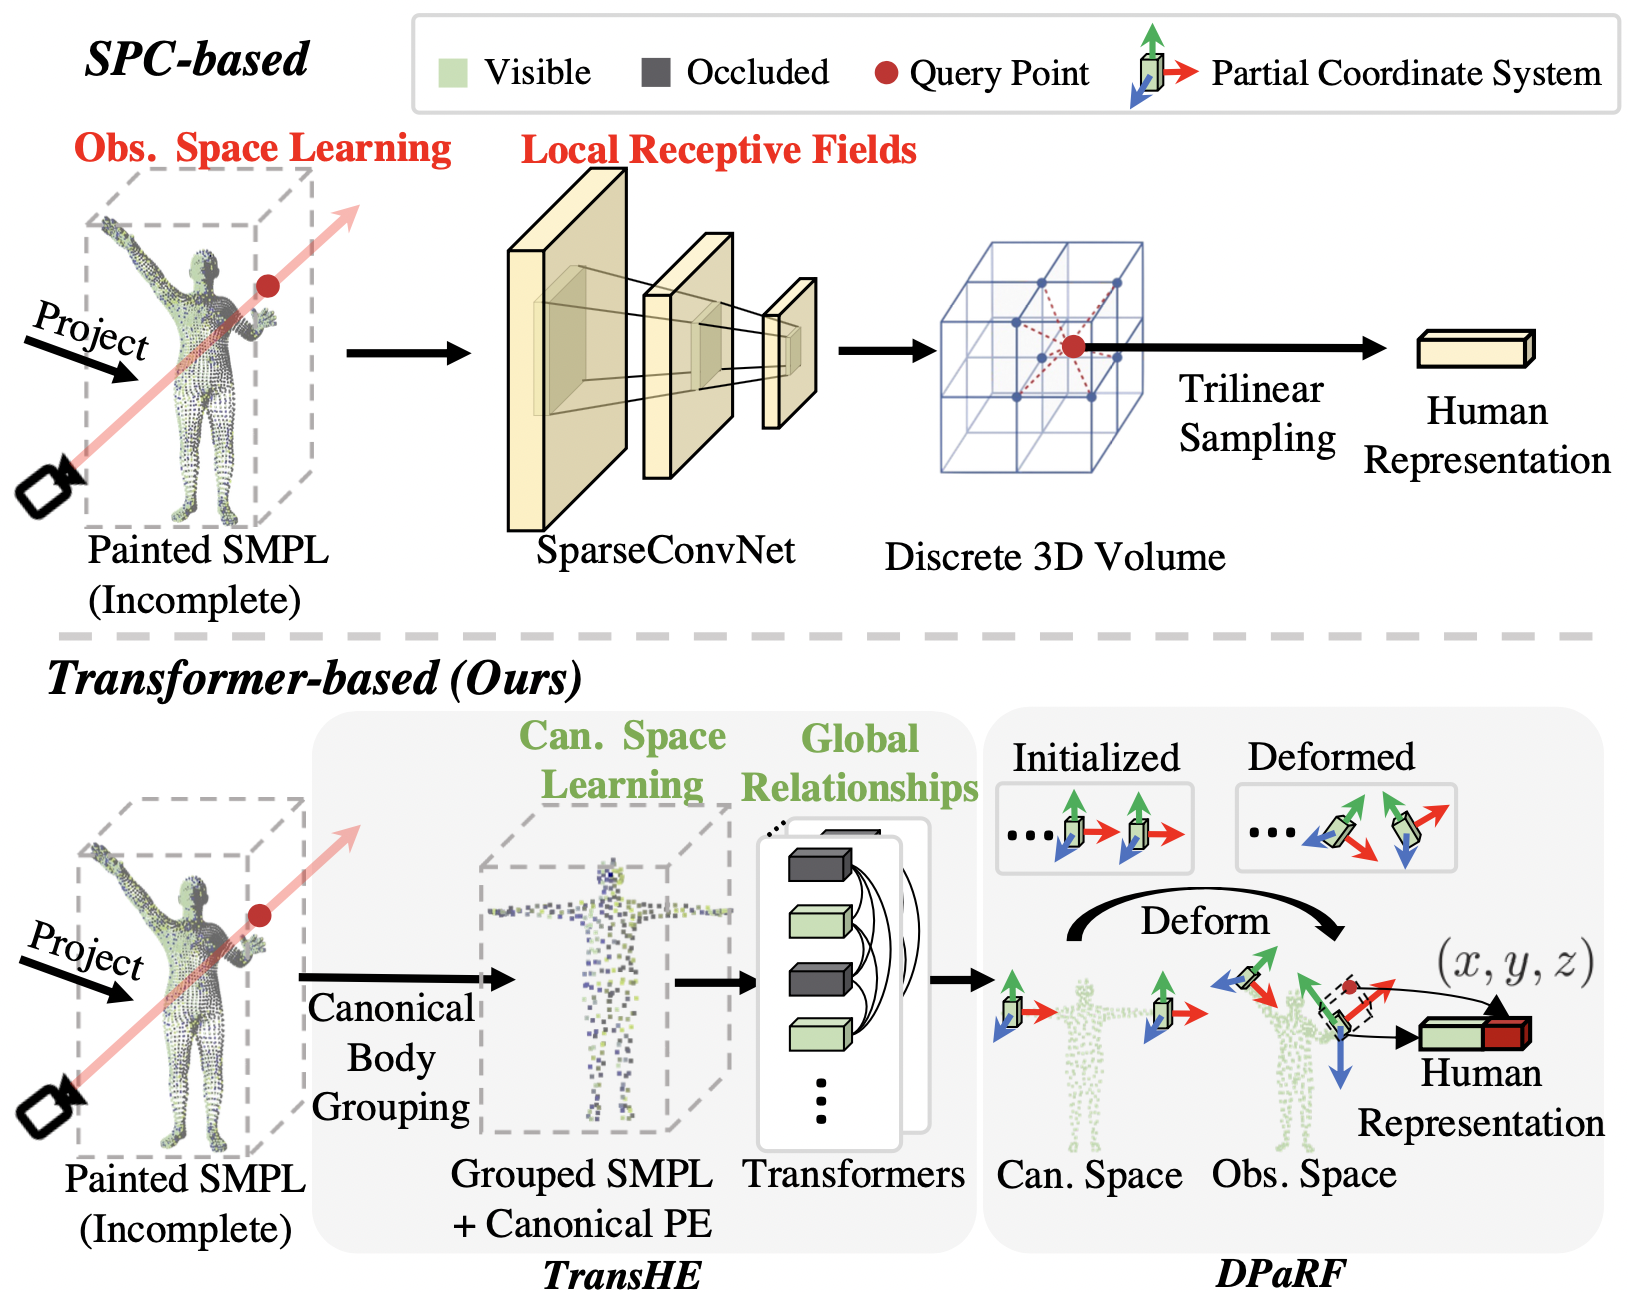 SPC-based
Visible
Occluded
Query Point
Partial Coordinate System
Obs. Space Learning
Local Receptive Fields
Project
Trilinear
Sampling
Human
Representation
Painted SMPL
(Incomplete)
SparseConvNet
Discrete 3D Volume
Transformer-based (Ours)
Can. Space
Learning
Global
Relationships
Initialized
Deformed
Project
Canonical
Body
Grouping
Deform
(x, y, z)
Human
Representation
Painted SMPL
(Incomplete)
Grouped SMPL
+ Canonical PE
Transformers
Can. Space
Obs. Space
TransHE
DPaRF